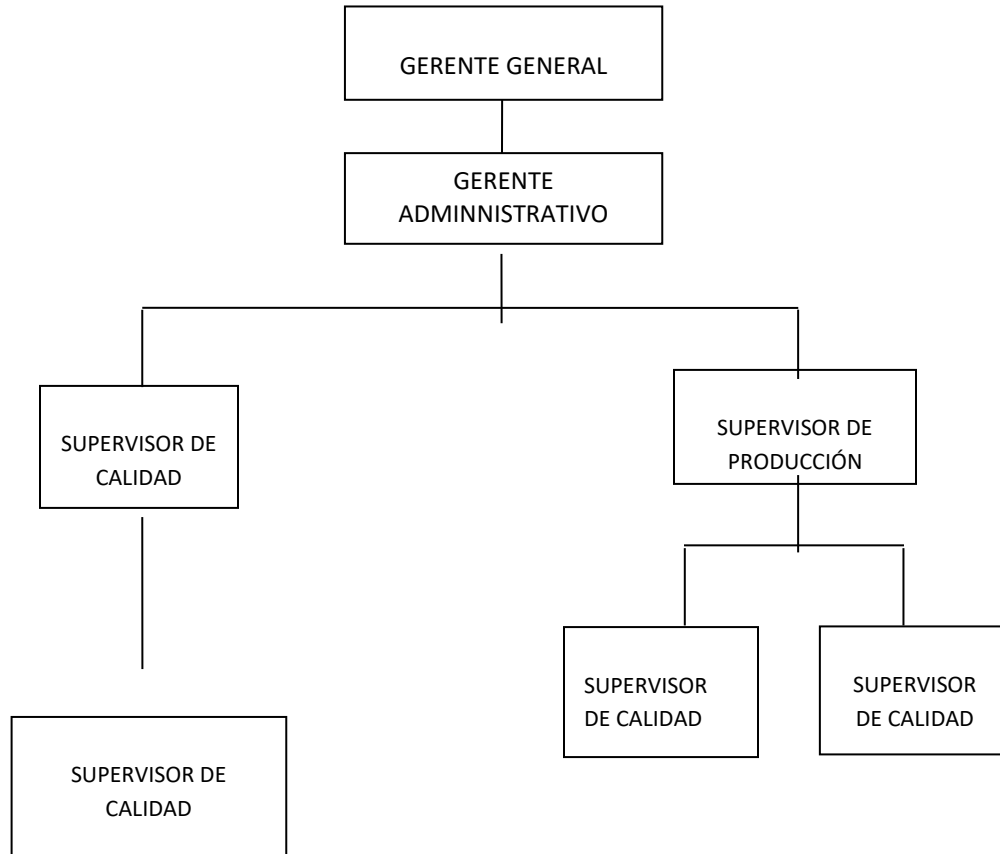 GERENTE GENERAL
GERENTE
ADMINNISTRATIVO
SUPERVISOR DE
CALIDAD
SUPERVISOR DE
PRODUCCIÓN
SUPERVISOR
DE CALIDAD
SUPERVISOR
DE CALIDAD
SUPERVISOR DE
CALIDAD